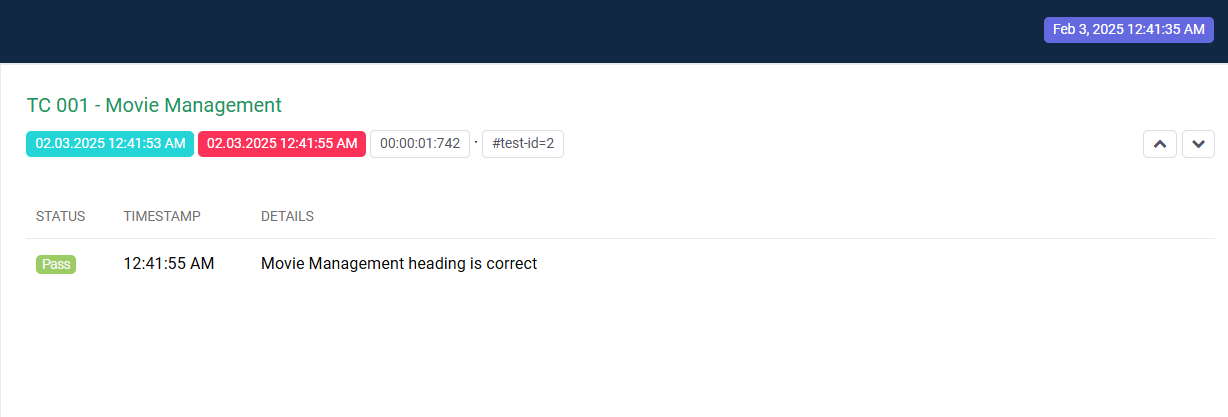 Feb 3, 2025 12:41:35 AM
TC 001 - Movie Management
02.03.2025 12:41:53 AM 02.03.2025 12:41:55 AM 00:00:01:742 · #test-id=2
STATUS TIMESTAMP DETAILS
Pass 12:41:55 AM Movie Management heading is correct